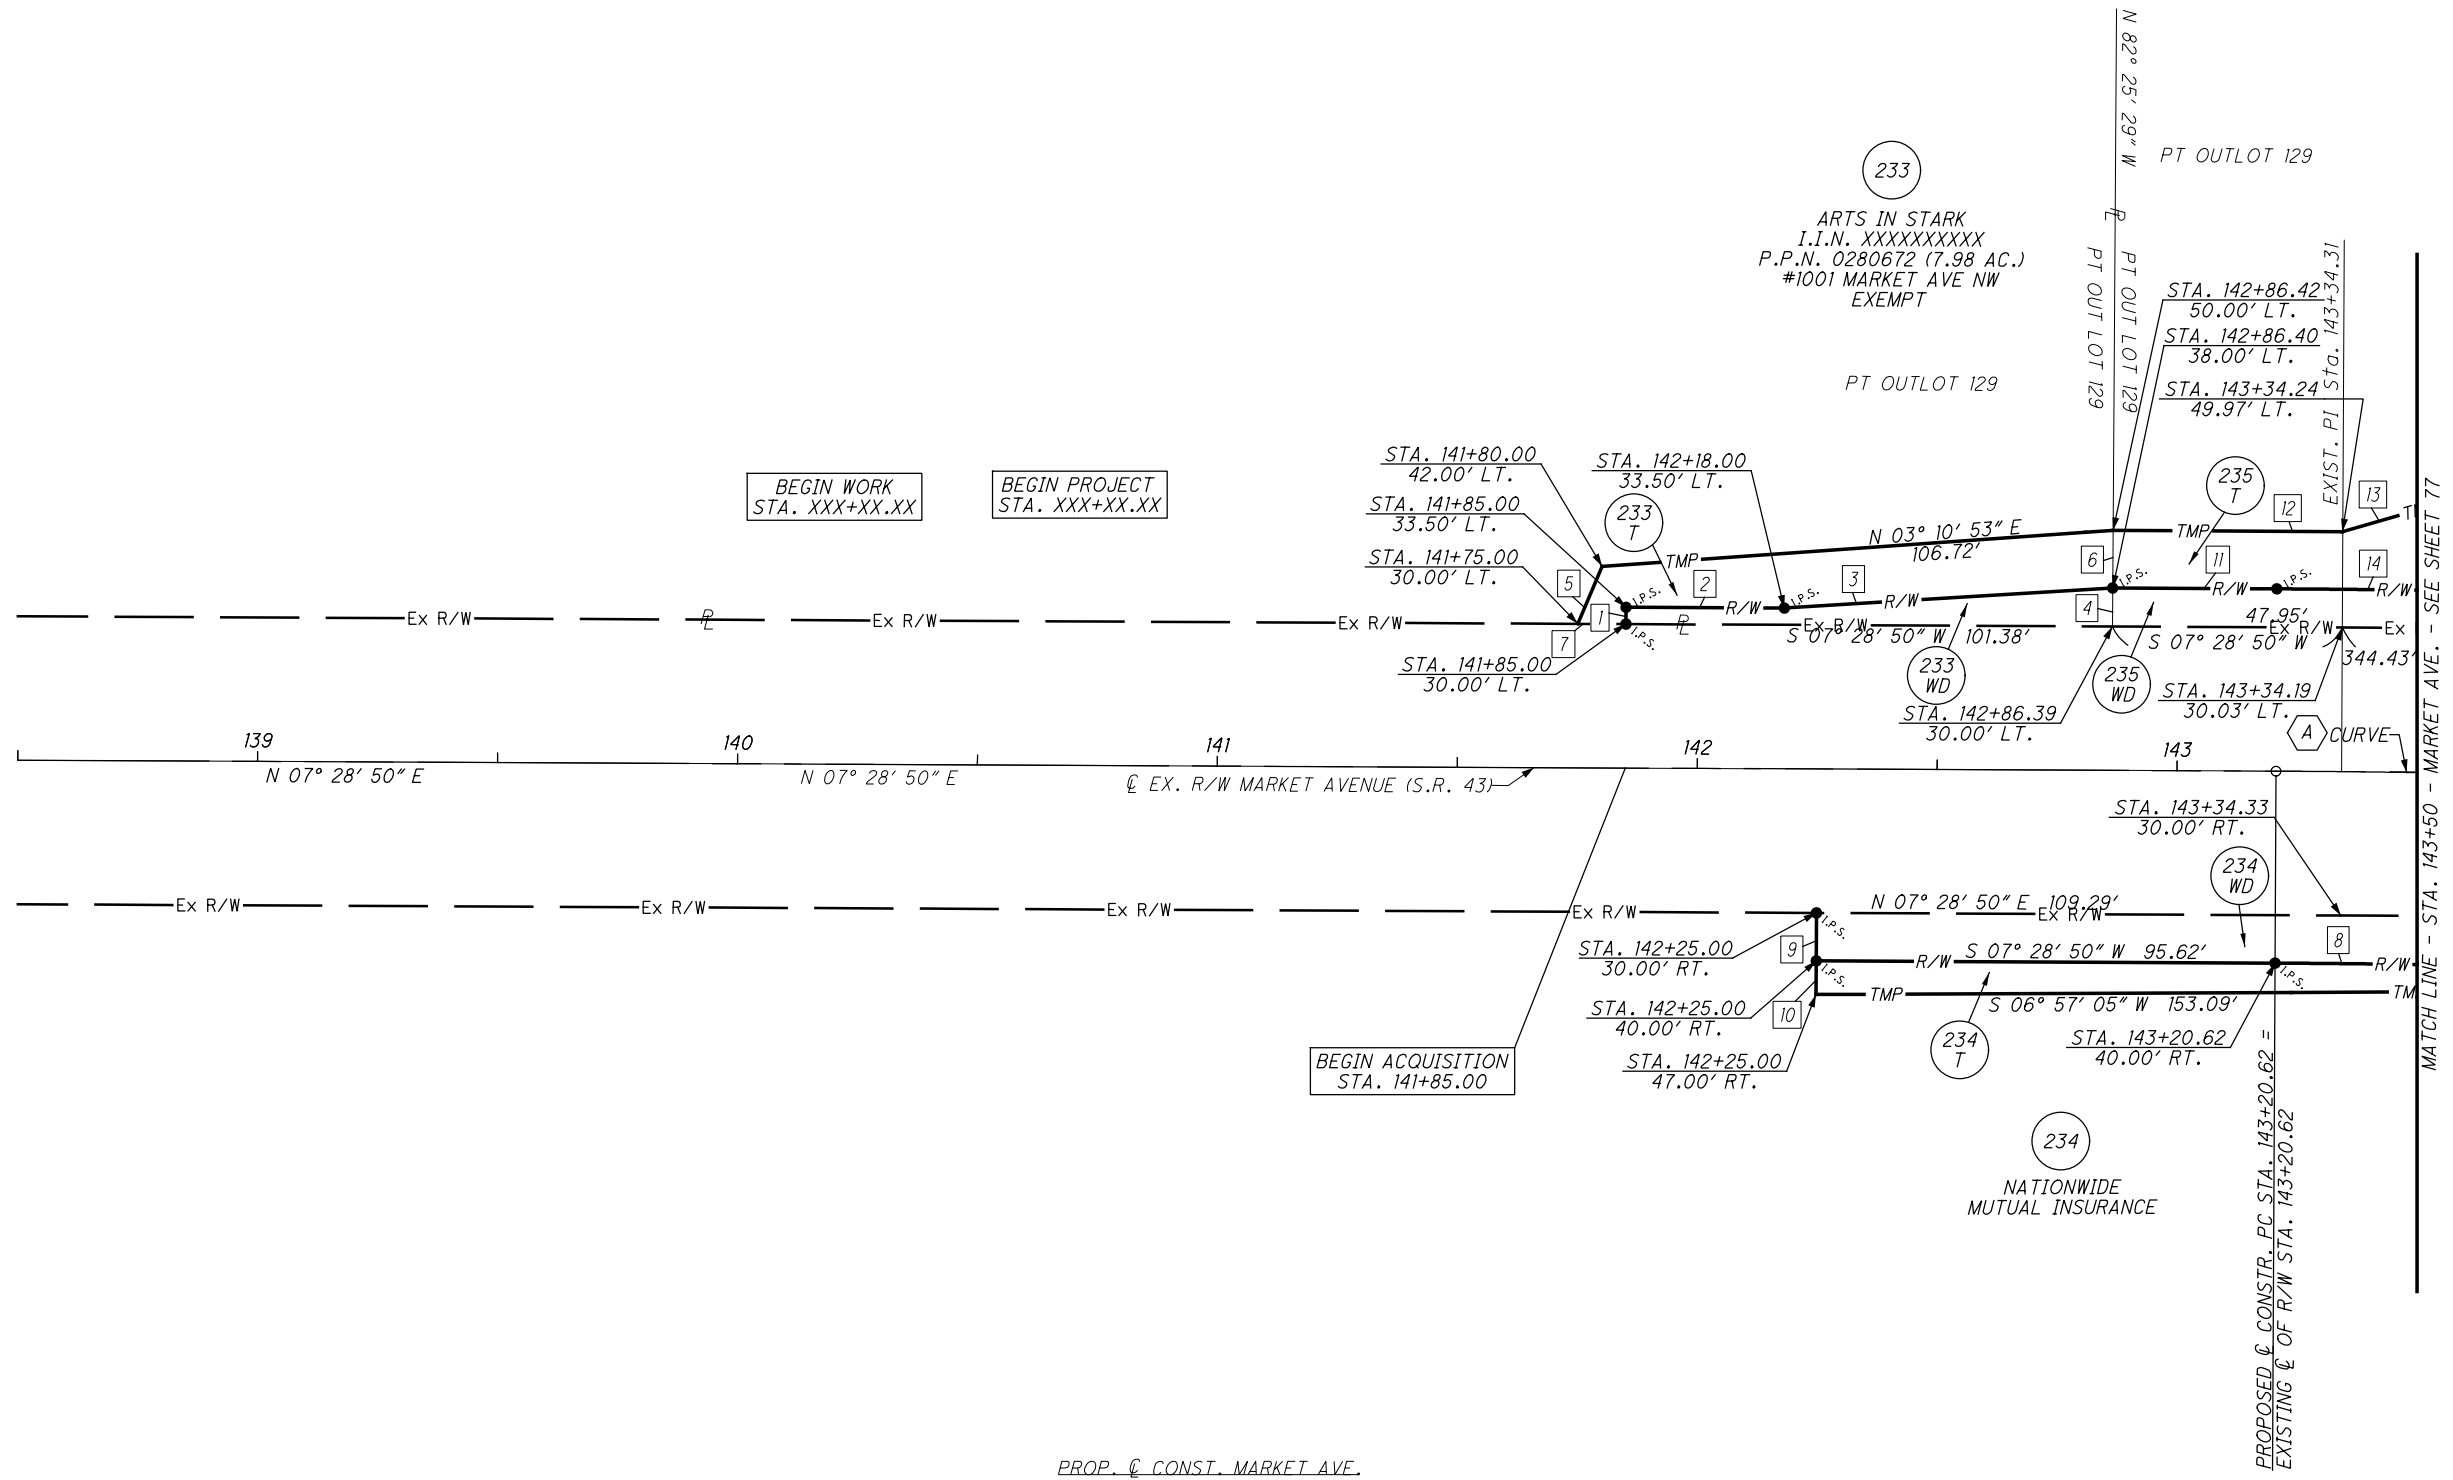 N 82° 25' 29" W
PT OUTLOT 129
233
ARTS IN STARK
I.I.N. XXXXXXXXXX
P.P.N. 0280672 (7.98 AC.)
#1001 MARKET AVE NW
EXEMPT
PT OUTLOT 129
PL
PT OUT LOT 129
PT OUT LOT 129
EXIST. PI Sta. 143+34.31
STA. 142+86.42
50.00' LT.
STA. 142+86.40
38.00' LT.
STA. 143+34.24
49.97' LT.
BEGIN WORK
STA. XXX+XX.XX
BEGIN PROJECT
STA. XXX+XX.XX
STA. 141+80.00
42.00' LT.
STA. 141+85.00
33.50' LT.
STA. 141+75.00
30.00' LT.
STA. 142+18.00
33.50' LT.
233
T
235
T
12
13
N 03° 10' 53" E
106.72'
TMP
TMP
5
1
2
3
6
11
14
4
7
I.P.S.
I.P.S.
I.P.S.
I.P.S.
I.P.S.
R/W
R/W
R/W
R/W
Ex R/W
PL
Ex R/W
Ex R/W
PL
Ex R/W
Ex R/W
Ex
S 07° 28' 50" W 101.38'
47.95'
S 07° 28' 50" W
344.43'
STA. 141+85.00
30.00' LT.
233
WD
235
WD
STA. 142+86.39
30.00' LT.
STA. 143+34.19
30.03' LT.
A
CURVE
139
140
141
142
143
N 07° 28' 50" E
N 07° 28' 50" E
CL EX. R/W MARKET AVENUE (S.R. 43)
STA. 143+34.33
30.00' RT.
234
WD
Ex R/W
Ex R/W
Ex R/W
Ex R/W
Ex R/W
N 07° 28' 50" E 109.29'
I.P.S.
9
8
STA. 142+25.00
30.00' RT.
R/W
S 07° 28' 50" W 95.62'
R/W
I.P.S.
I.P.S.
TMP
S 06° 57' 05" W 153.09'
TM
10
STA. 142+25.00
40.00' RT.
STA. 142+25.00
47.00' RT.
234
T
STA. 143+20.62
40.00' RT.
BEGIN ACQUISITION
STA. 141+85.00
234
NATIONWIDE
MUTUAL INSURANCE
PROPOSED CL CONSTR. PC STA. 143+20.62 =
EXISTING CL OF R/W STA. 143+20.62
MATCH LINE - STA. 143+50 - MARKET AVE. - SEE SHEET 77
PROP. CL CONST. MARKET AVE.